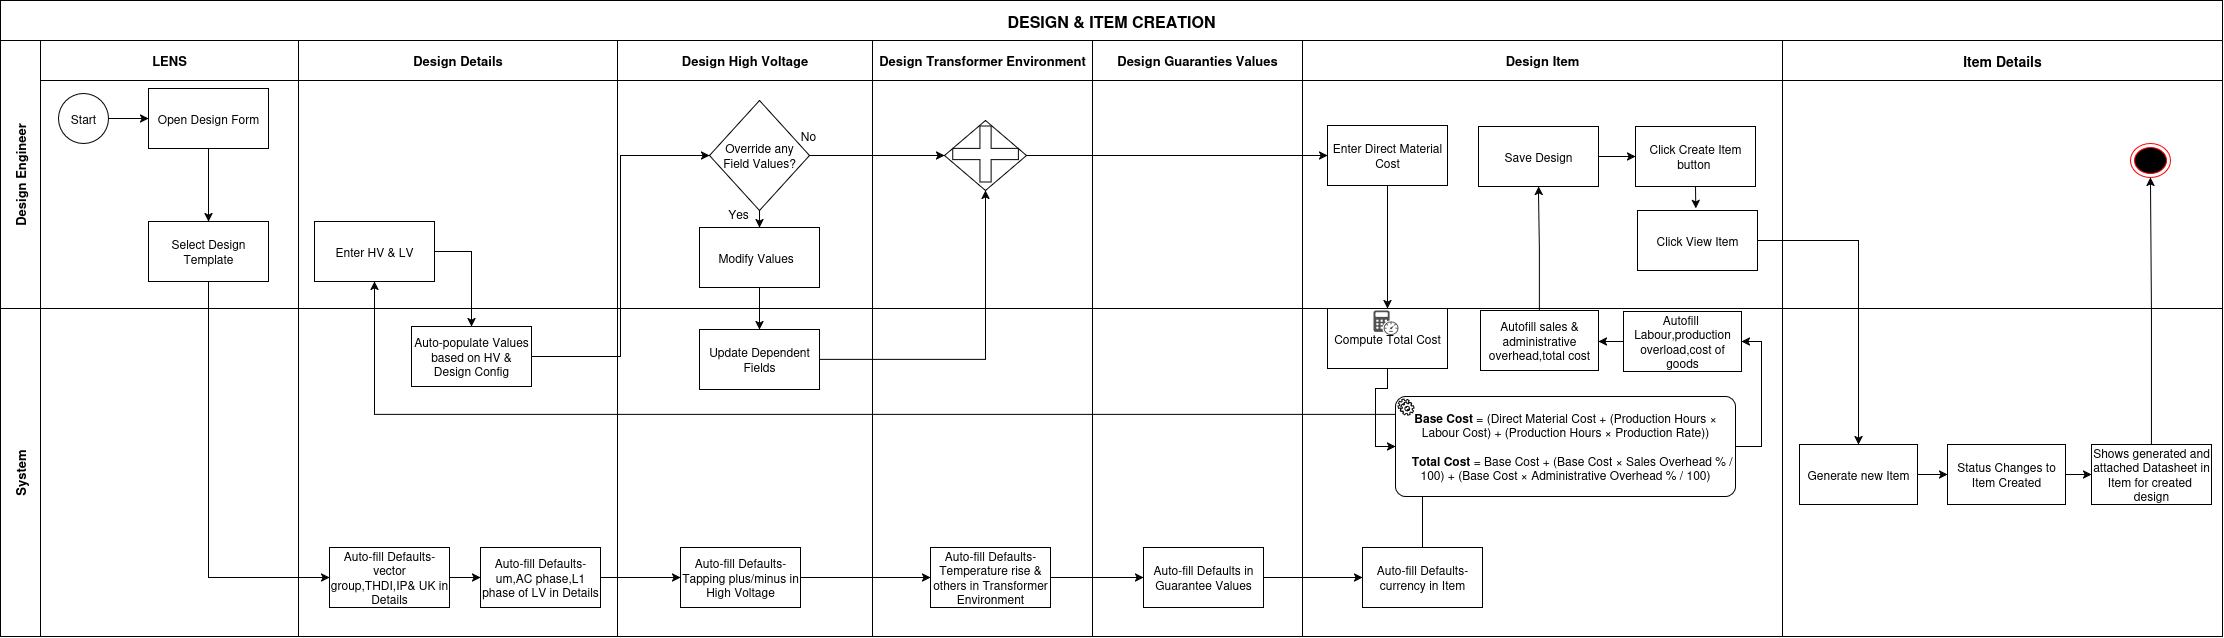 DESIGN & ITEM CREATION
LENS
Design Details
Design High Voltage
Design Transformer Environment
Design Guaranties Values
Design Item
Item Details
Design Engineer
Start
Open Design Form
Select Design
Template
Enter HV & LV
Override any
Field Values?
No
Yes
Modify Values
Enter Direct Material
Cost
Save Design
Click Create Item
button
Click View Item
System
Auto-populate Values
based on HV &
Design Config
Update Dependent
Fields
Compute Total Cost
Autofill sales &
administrative
overhead,total cost
Autofill
Labour,production
overload,cost of
goods
Base Cost = (Direct Material Cost + (Production Hours ×
Labour Cost) + (Production Hours × Production Rate))
Total Cost = Base Cost + (Base Cost × Sales Overhead % /
100) + (Base Cost × Administrative Overhead % / 100)
Generate new Item
Status Changes to
Item Created
Shows generated and
attached Datasheet in
Item for created
design
Auto-fill Defaults-
vector
group,THDI,IP& UK in
Details
Auto-fill Defaults-
um,AC phase,L1
phase of LV in Details
Auto-fill Defaults-
Tapping plus/minus in
High Voltage
Auto-fill Defaults-
Temperature rise &
others in Transformer
Environment
Auto-fill Defaults in
Guarantee Values
Auto-fill Defaults-
currency in Item